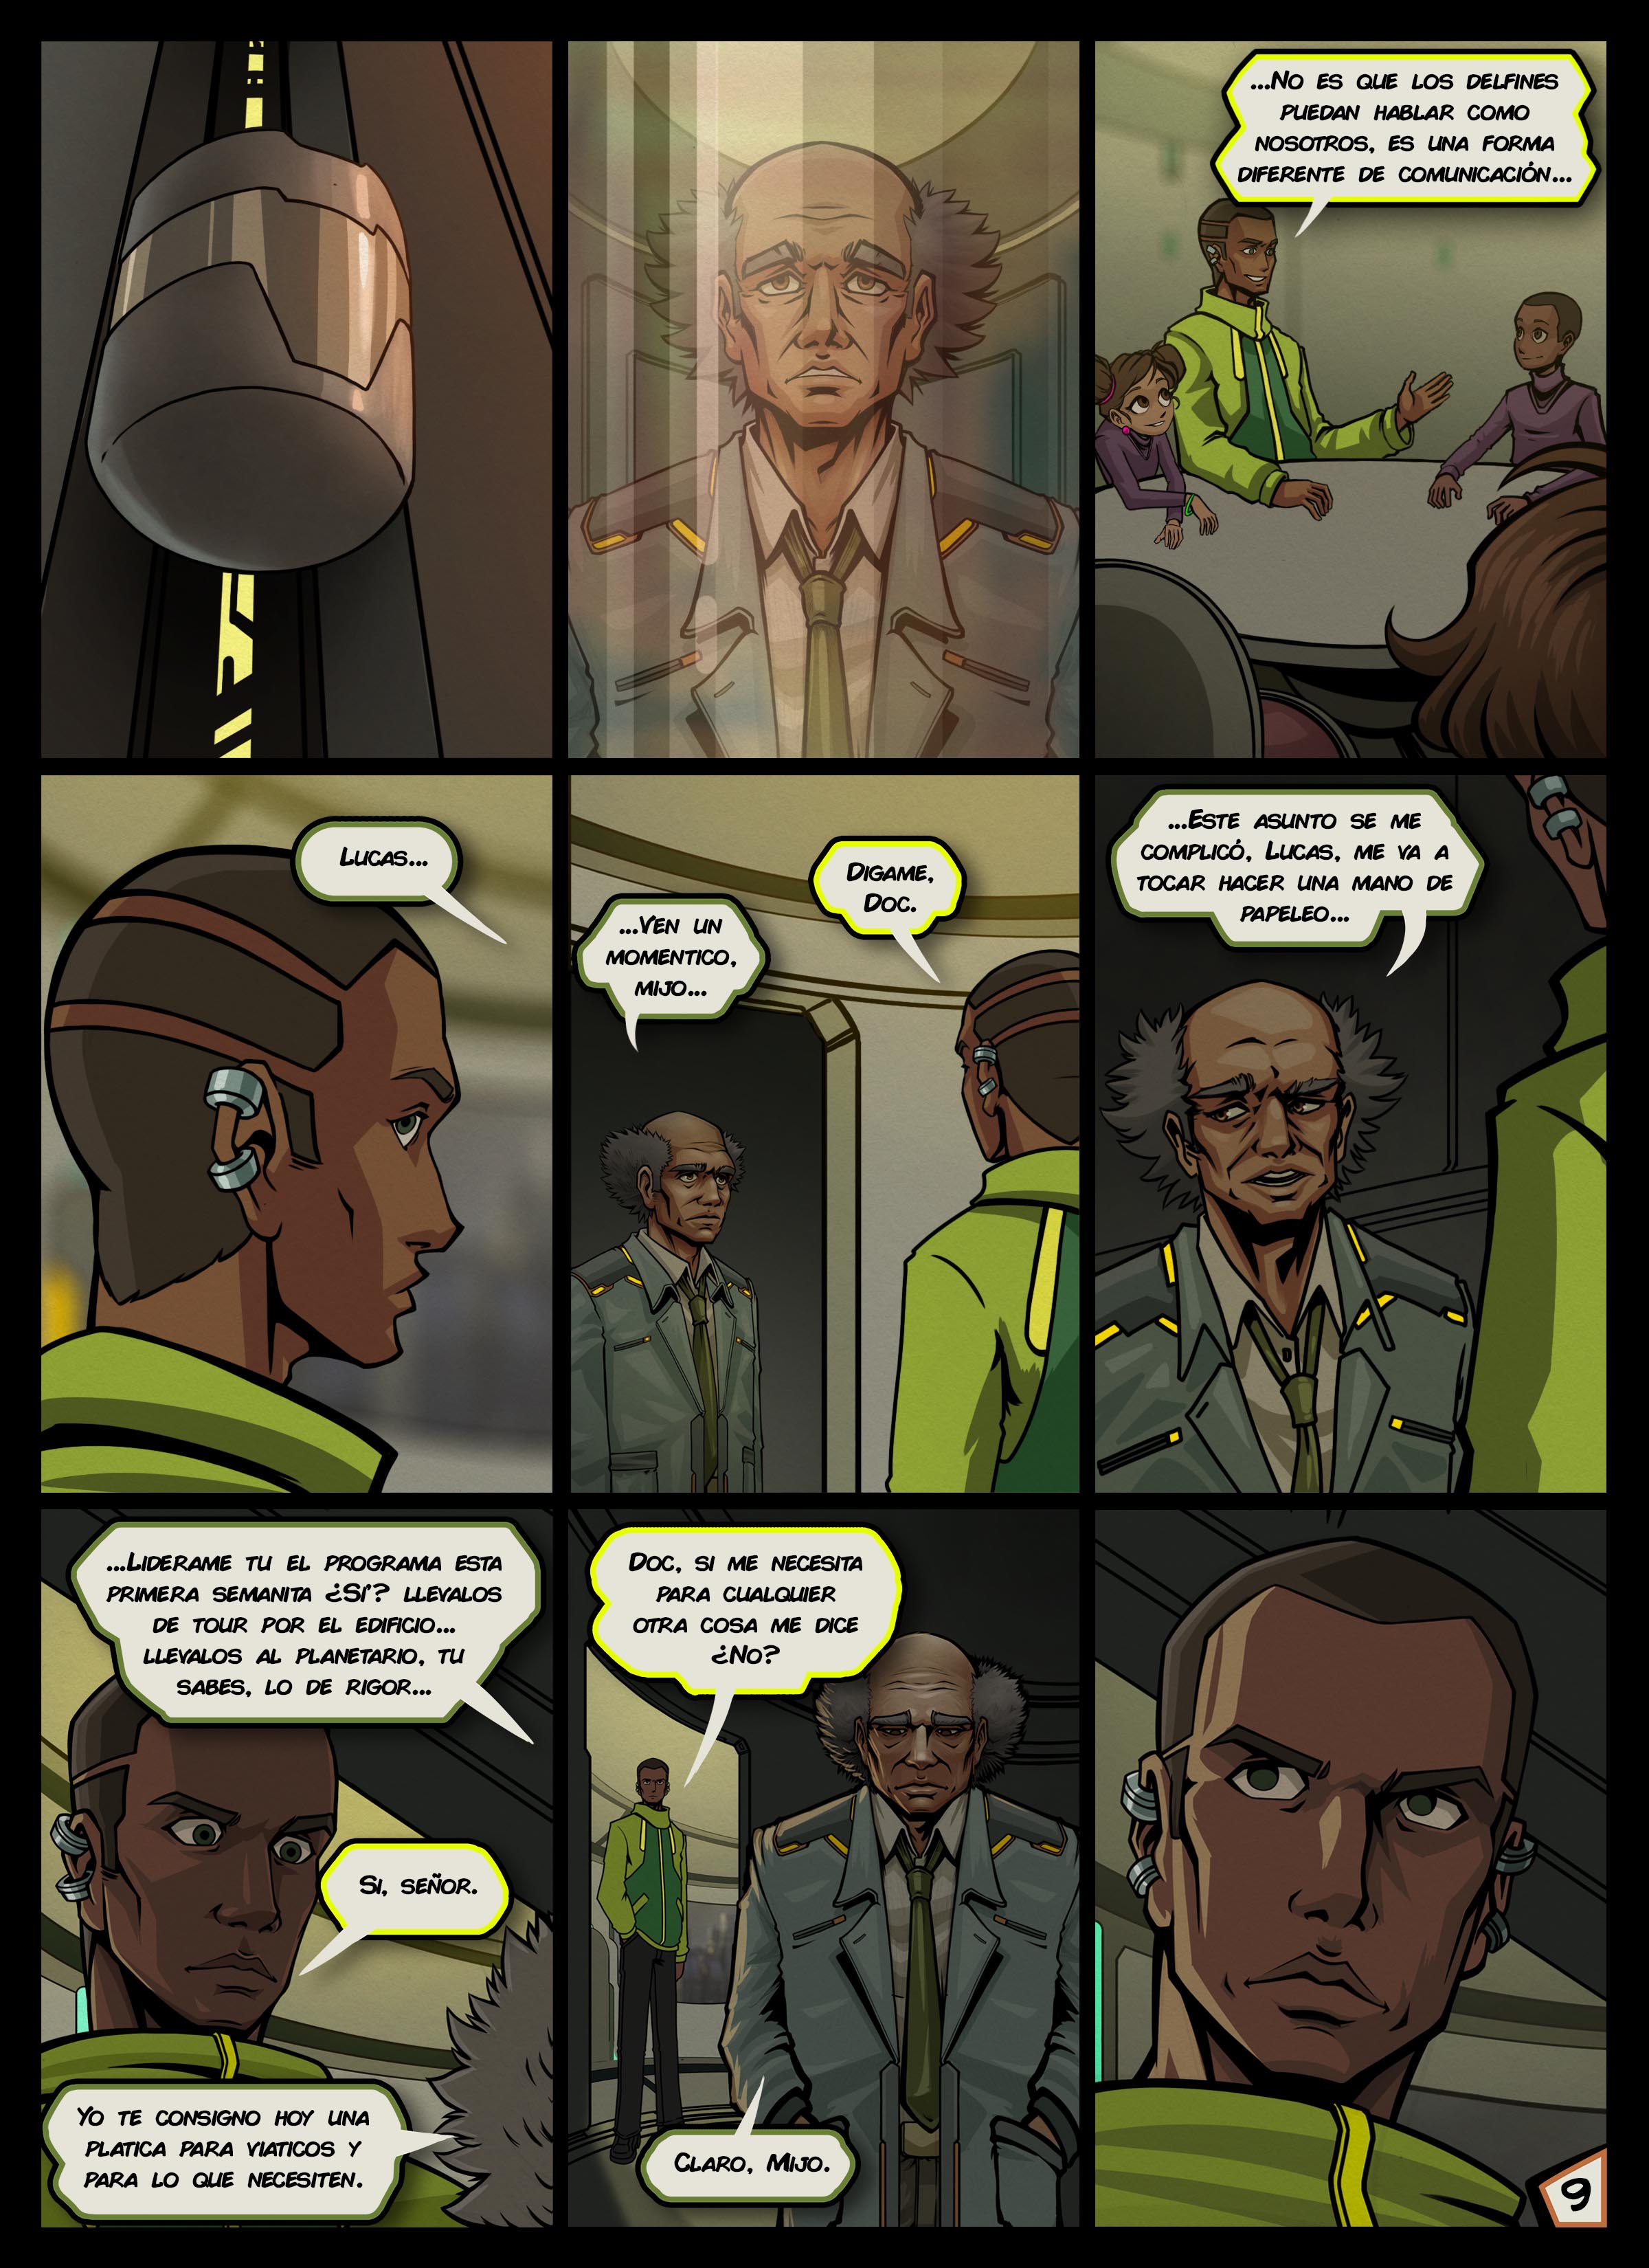 ...No es que los delfines
puedan hablar como
nosotros, es una forma
diferente de comunicación...
Lucas...
...Ven un
momentico,
mijo...
Digame,
Doc.
...Este asunto se me
complicó, Lucas, me va a
tocar hacer una mano de
papeleo...
...Liderame tu el programa esta
primera semanita ¿Si? llevalos
de tour por el edificio...
llevalos al planetario, tu
sabes, lo de rigor...
Si, señor.
Yo te consigno hoy una
platica para viaticos y
para lo que necesiten.
Doc, si me necesita
para cualquier
otra cosa me dice
¿No?
Claro, Mijo.
9